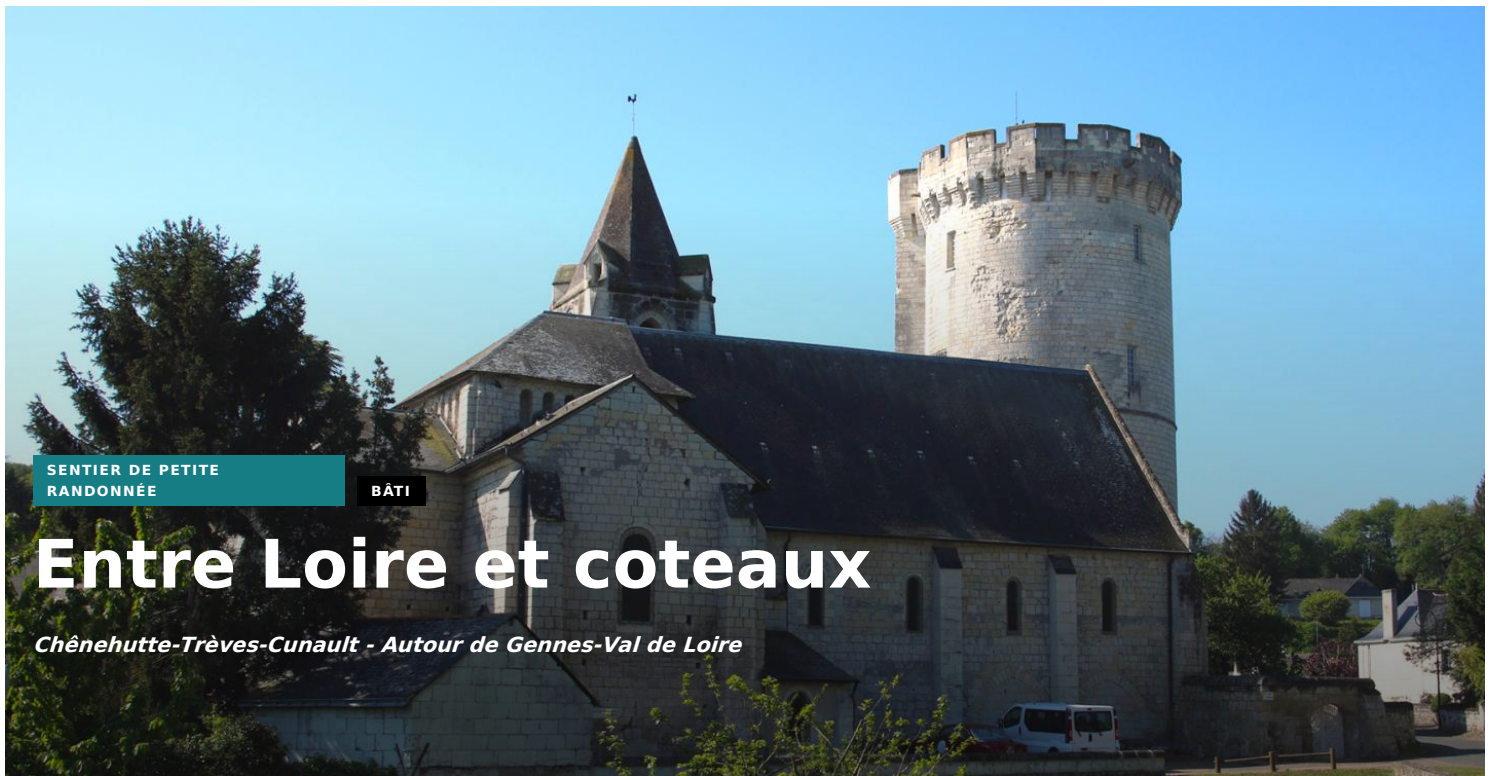 SENTIER DE PETITE
RANDONNÉE
BÂTI
Entre Loire et coteaux
Chênehutte-Trèves-Cunault - Autour de Gennes-Val de Loire